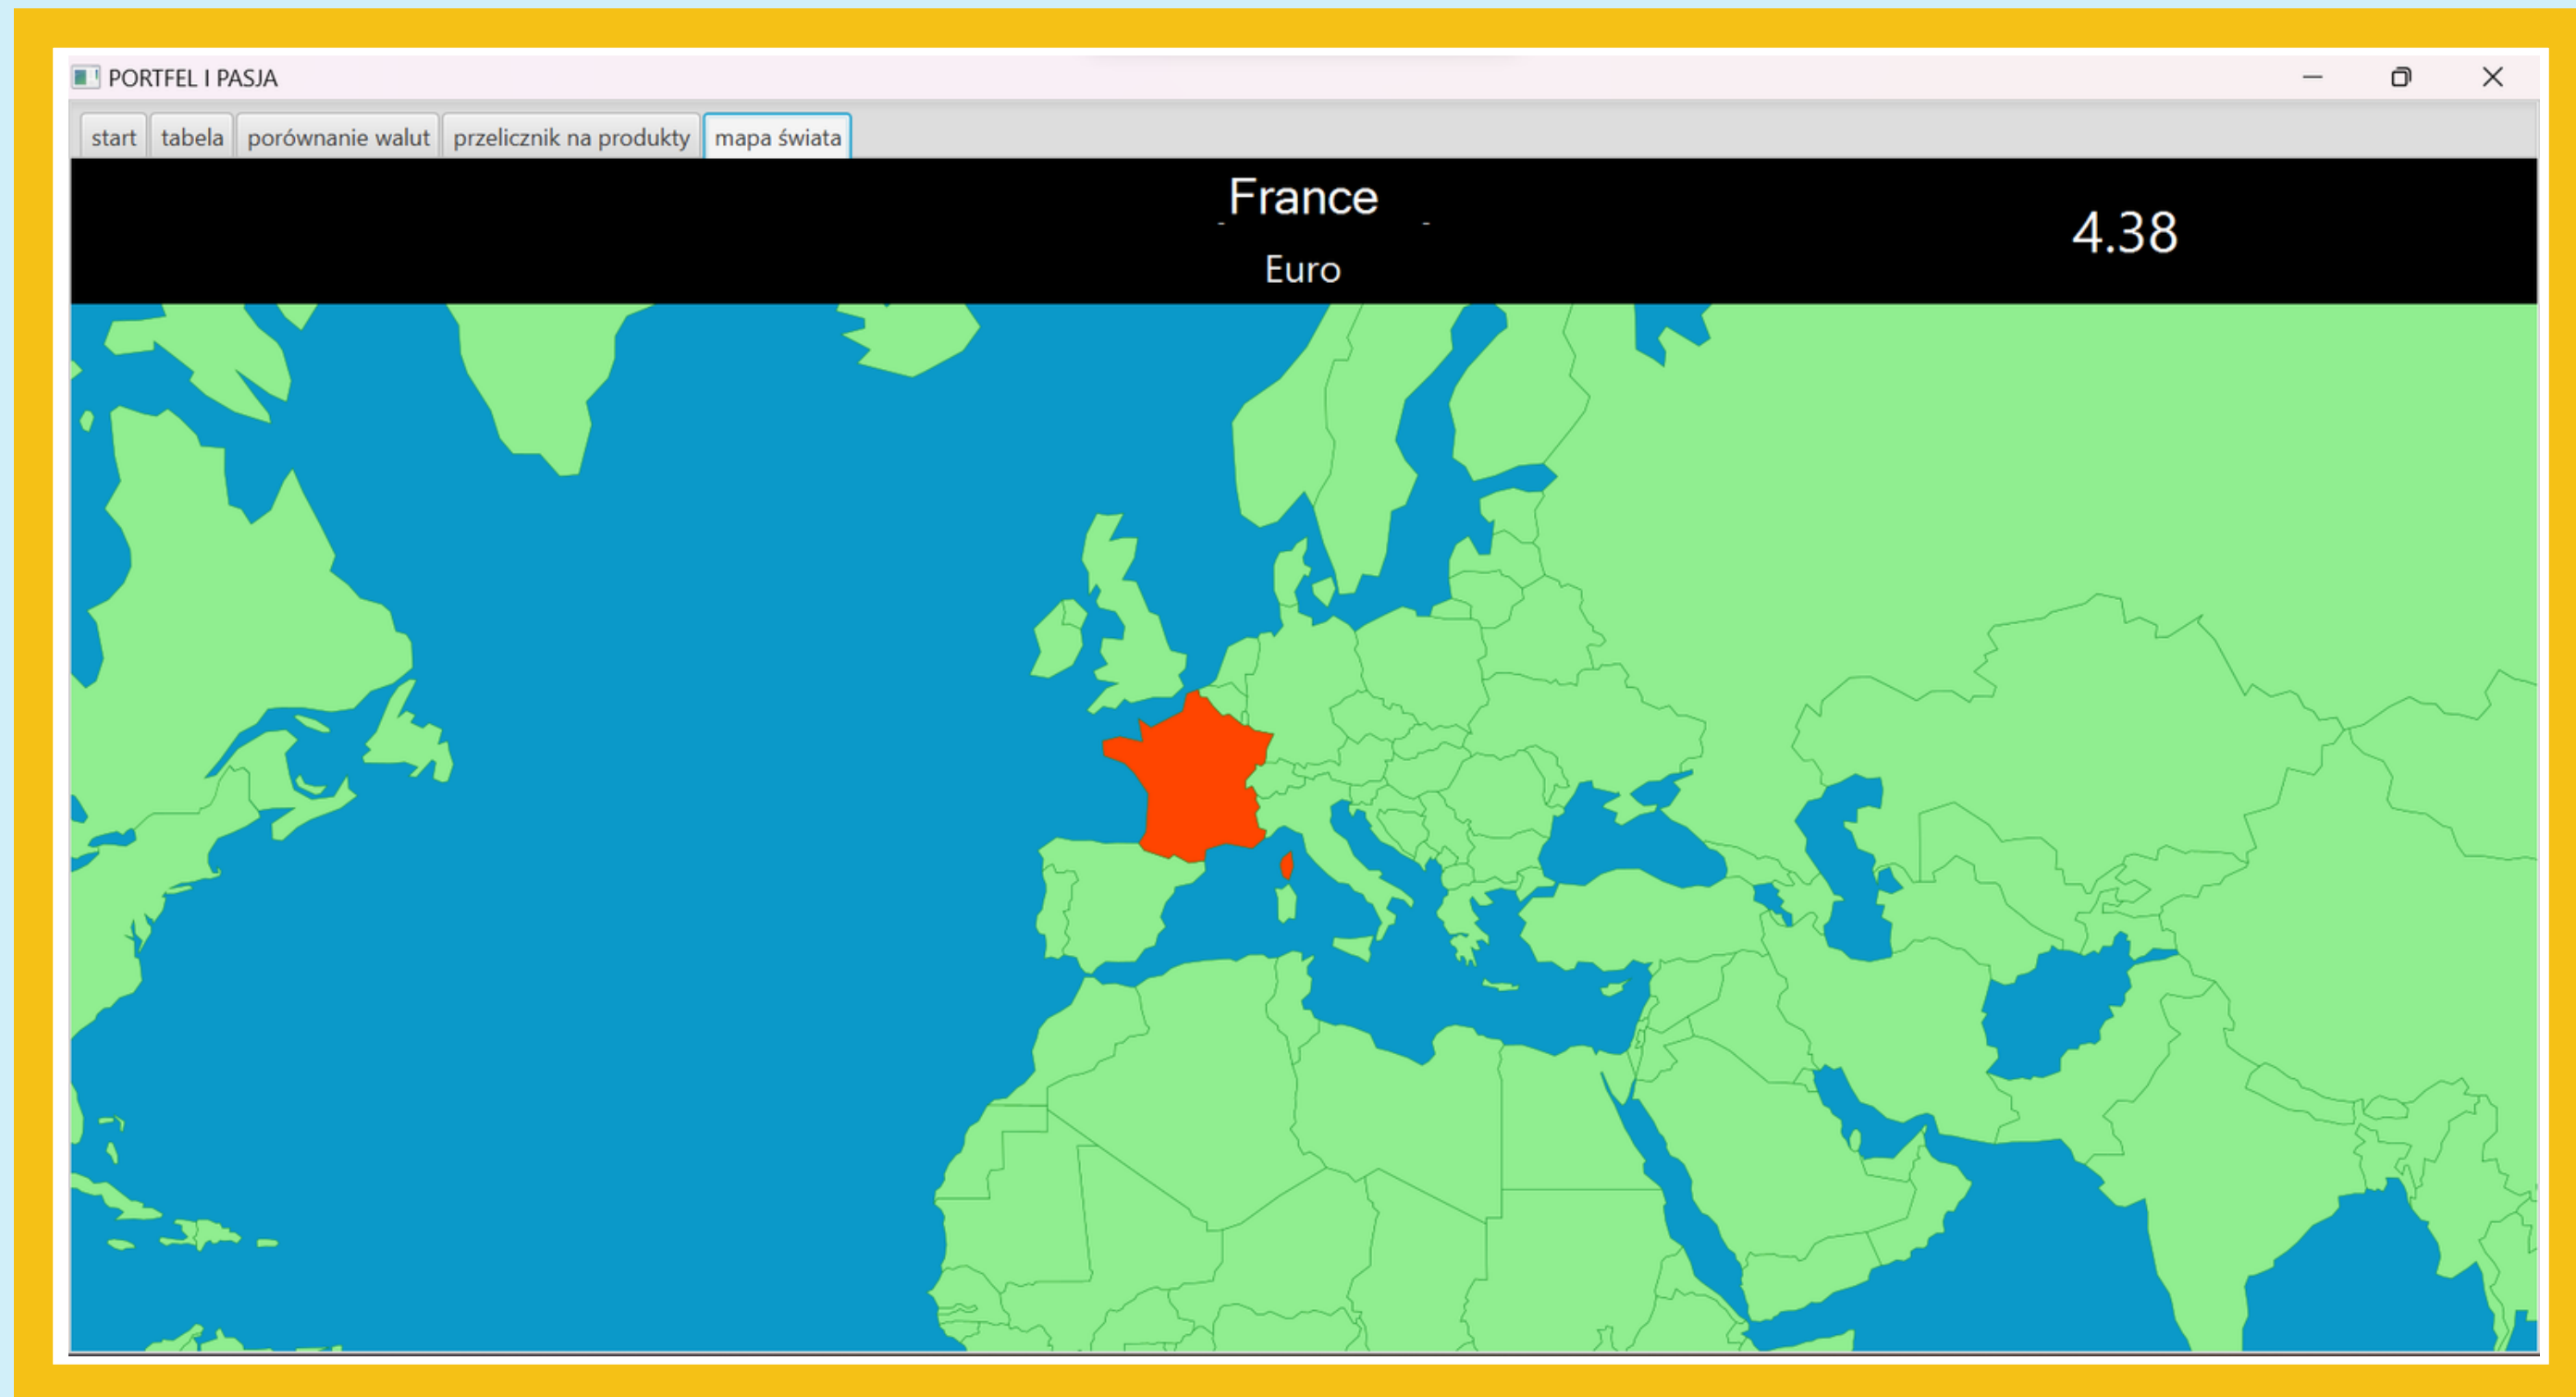 PORTFEL I PASJA
start tabela porównanie walut przelicznik na produkty mapa świata
France
Euro
4.38